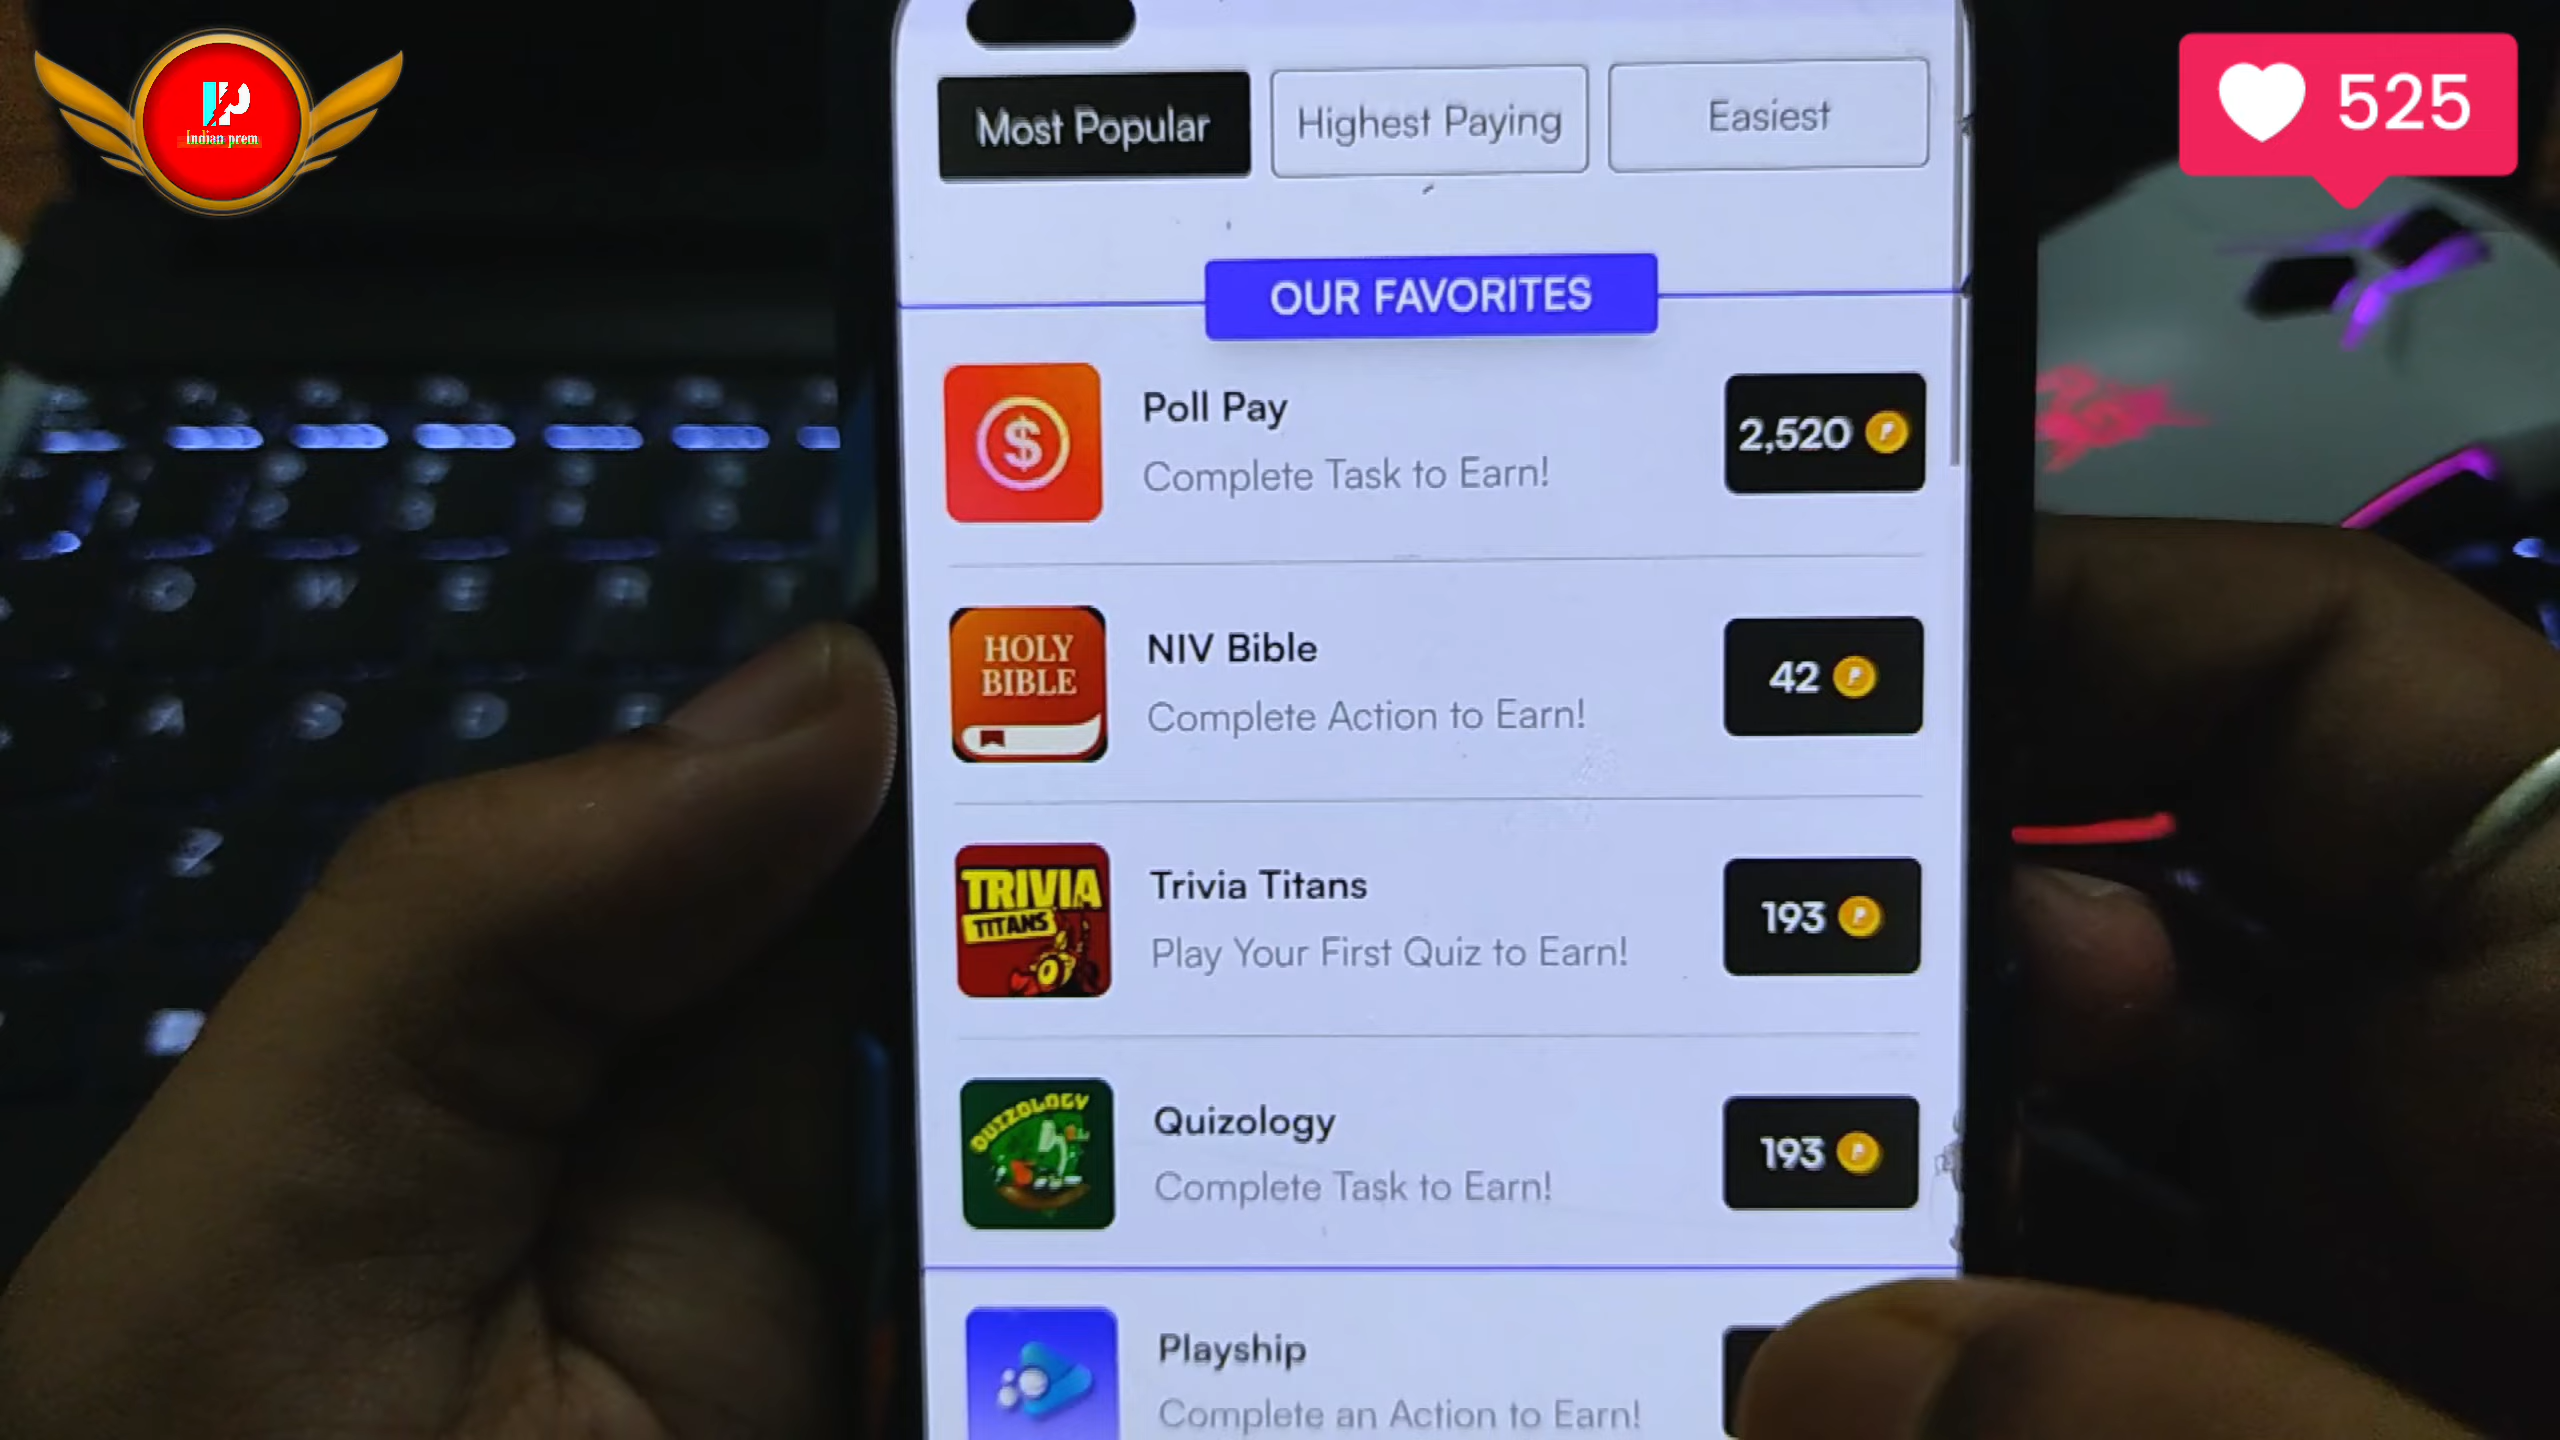 IP
Indian prem
525
Most Popular
Highest Paying
Easiest
OUR FAVORITES
$
Poll Pay
Complete Task to Earn!
2,520 P
HOLY
BIBLE
NIV Bible
Complete Action to Earn!
42 P
TRIVIA
TITANS
Trivia Titans
Play Your First Quiz to Earn!
193 P
QUIZOLOGY
Quizology
Complete Task to Earn!
193 P
Playship
Complete an Action to Earn!